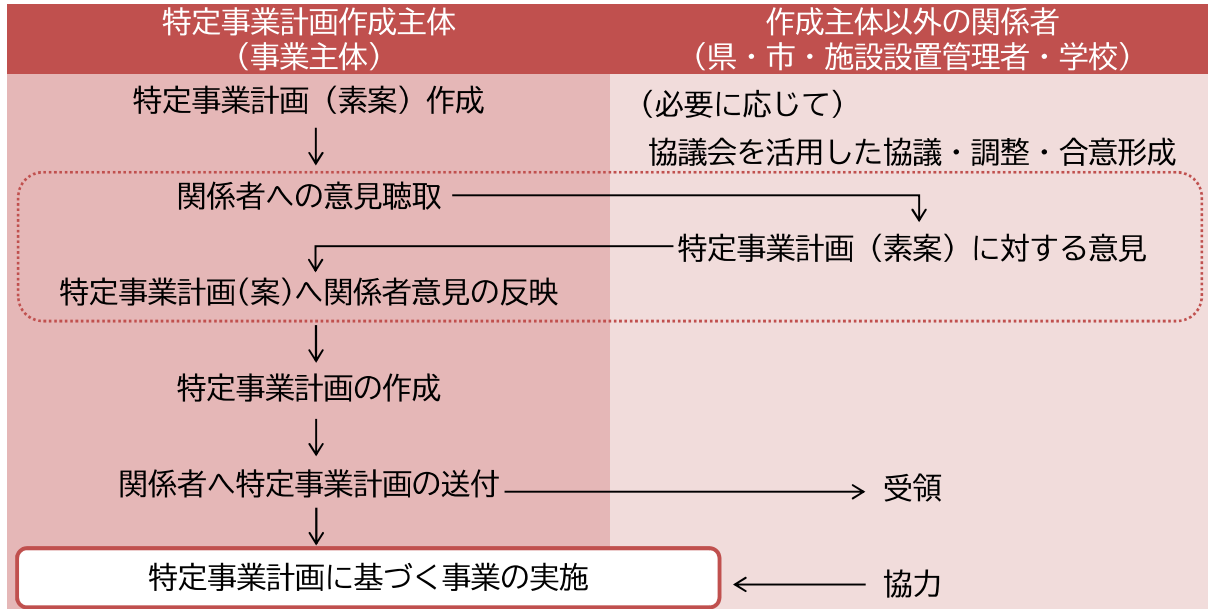 特定事業計画作成主体
（事業主体）
作成主体以外の関係者
（県・市・施設設置管理者・学校）
特定事業計画（素案）作成
（必要に応じて）
協議会を活用した協議・調整・合意形成
関係者への意見聴取
特定事業計画（素案）に対する意見
特定事業計画(案)へ関係者意見の反映
特定事業計画の作成
関係者へ特定事業計画の送付
受領
特定事業計画に基づく事業の実施
協力